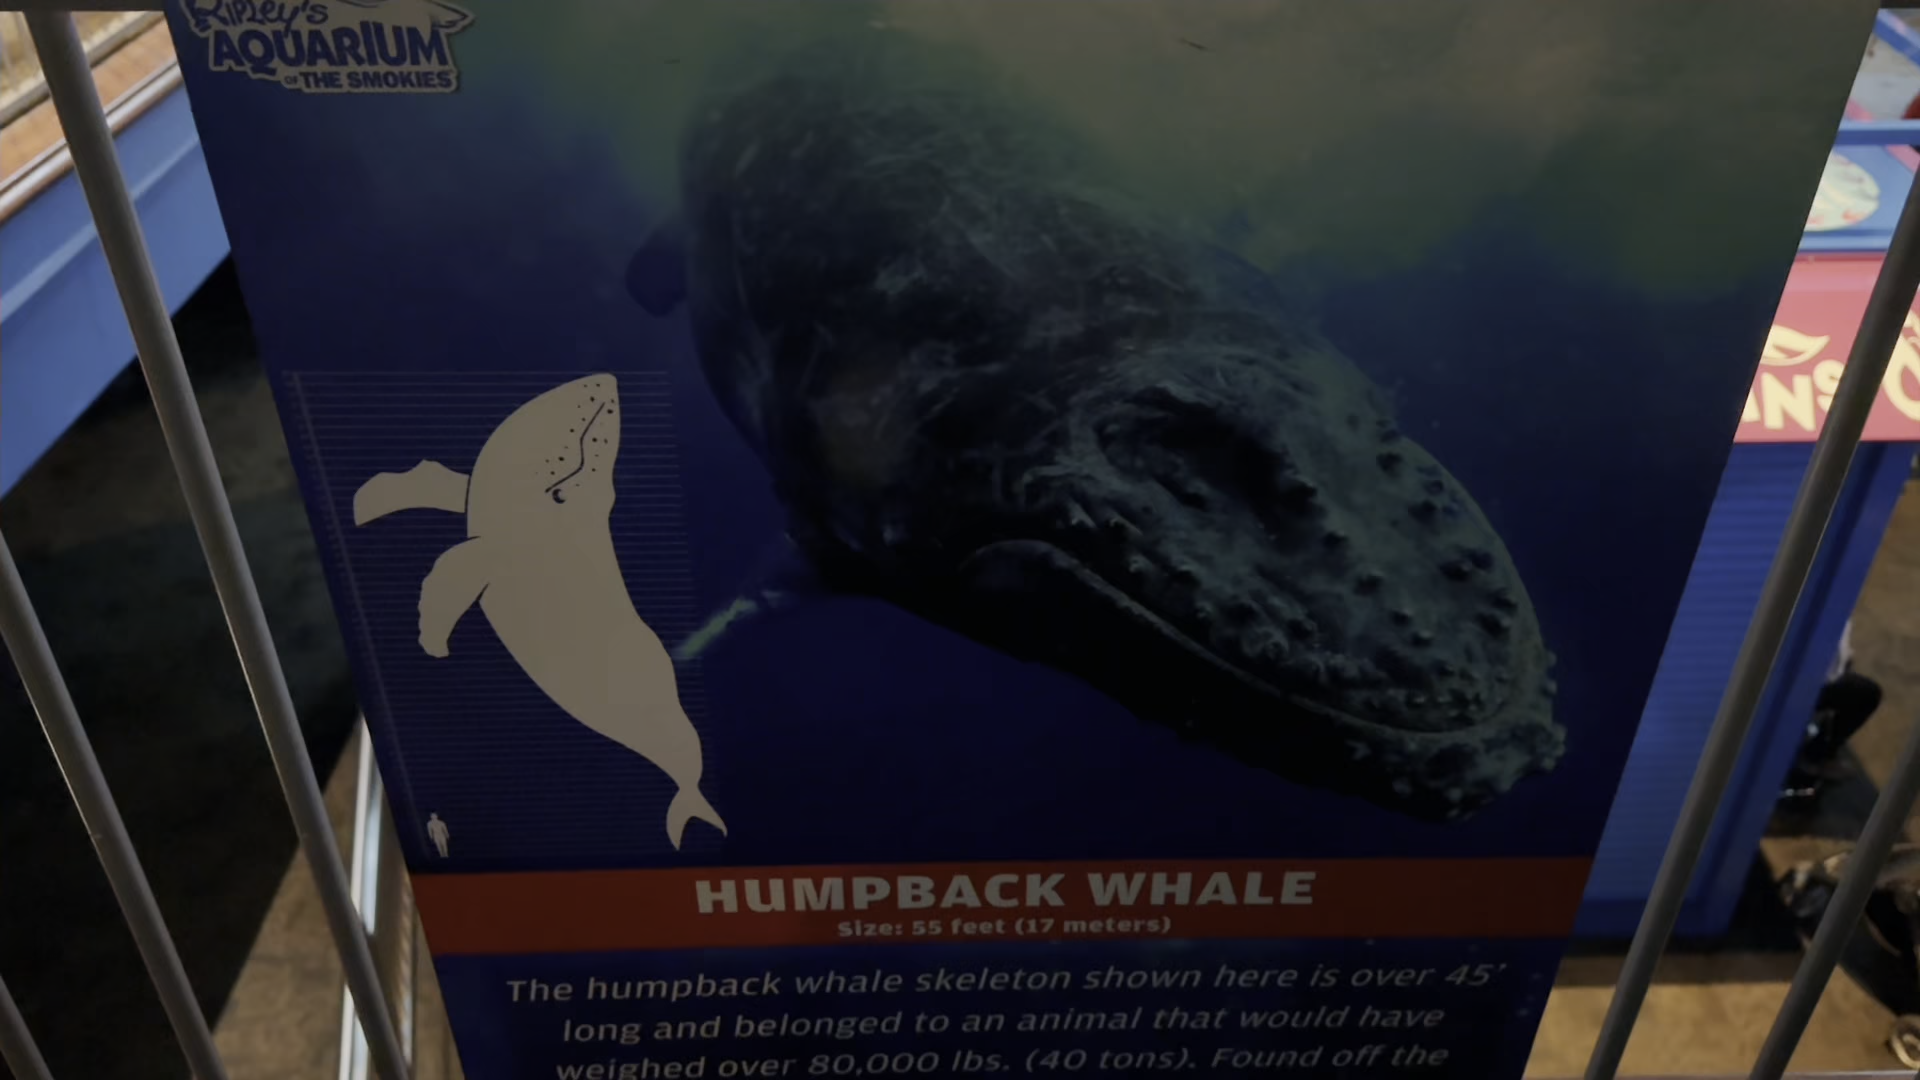 Ripley's
AQUARIUM
OF THE SMOKIES
HUMPBACK WHALE
Size: 55 feet (17 meters)
The humpback whale skeleton shown here is over 45'
long and belonged to an animal that would have
weighed over 80,000 lbs. (40 tons). Found off the